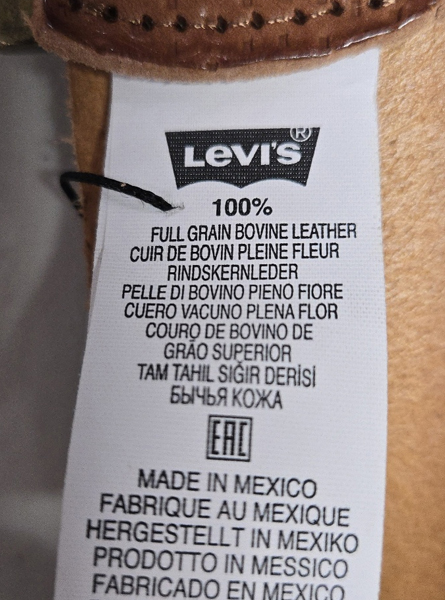 LEVI'S®
100%
FULL GRAIN BOVINE LEATHER
CUIR DE BOVIN PLEINE FLEUR
RINDSKERNLEDER
PELLE DI BOVINO PIENO FIORE
CUERO VACUNO PLENA FLOR
COURO DE BOVINO DE
GRÃO SUPERIOR
TAM TAHIL SIĞIR DERİSİ
БЫЧЬЯ КОЖА
EAC
MADE IN MEXICO
FABRIQUE AU MEXIQUE
HERGESTELLT IN MEXIKO
PRODOTTO IN MESSICO
FABRICADO EN MEXICO